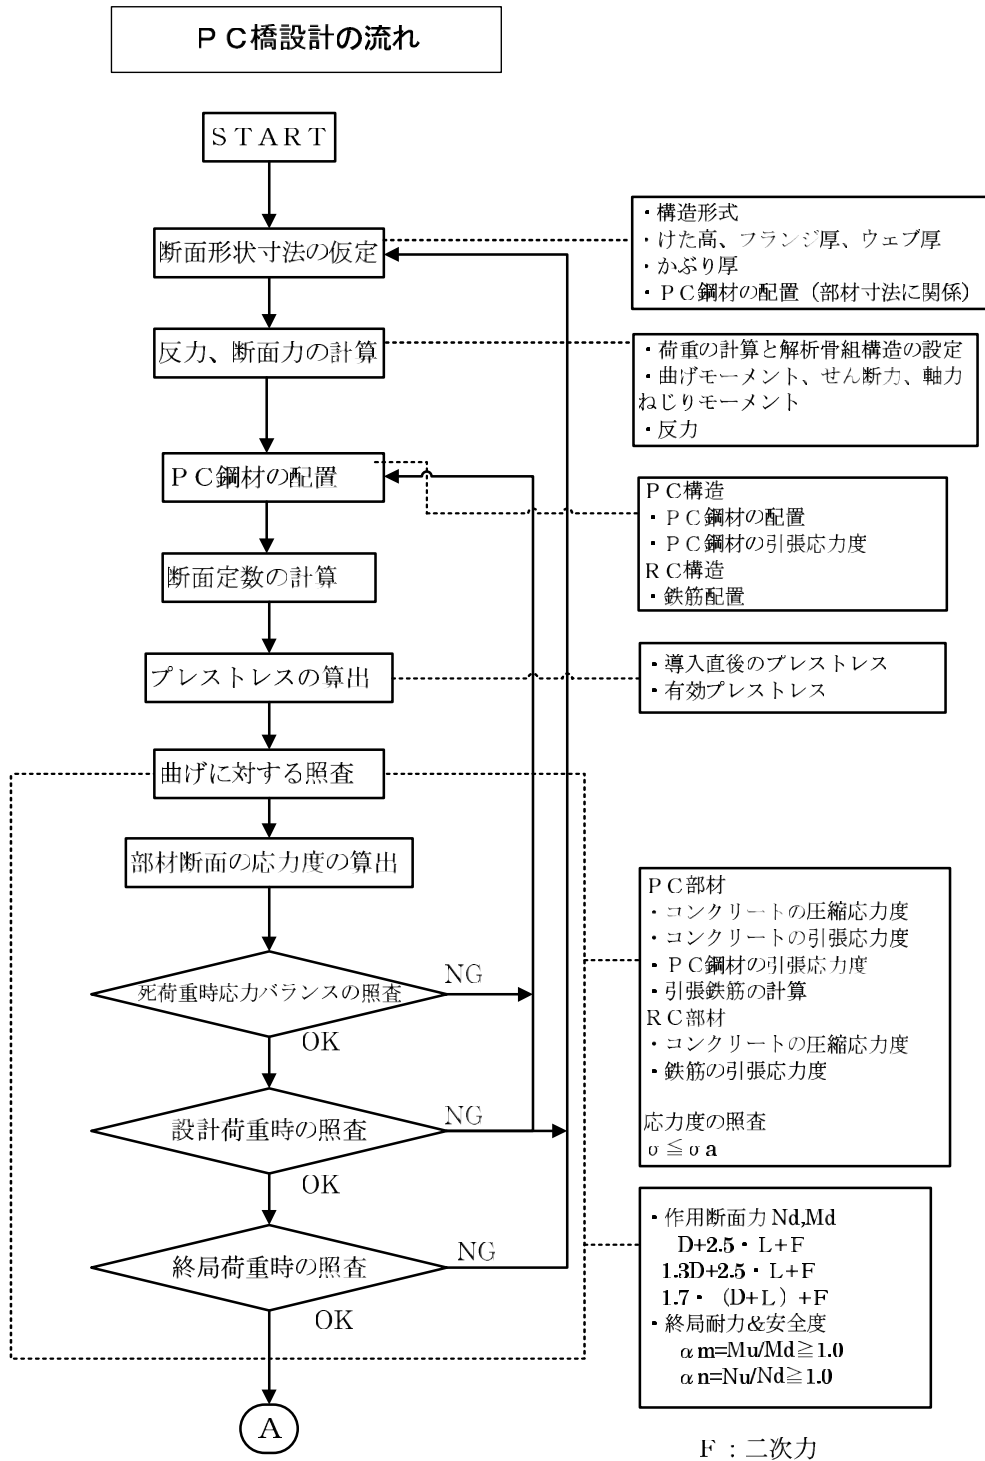 ＰＣ橋設計の流れ
ＳＴＡＲＴ
断面形状寸法の仮定
・構造形式
・けた高、フランジ厚、ウェブ厚
・かぶり厚
・ＰＣ鋼材の配置（部材寸法に関係）
反力、断面力の計算
・荷重の計算と解析骨組構造の設定
・曲げモーメント、せん断力、軸力
ねじりモーメント
・反力
ＰＣ鋼材の配置
ＰＣ構造
・ＰＣ鋼材の配置
・ＰＣ鋼材の引張応力度
ＲＣ構造
・鉄筋配置
断面定数の計算
プレストレスの算出
・導入直後のプレストレス
・有効プレストレス
曲げに対する照査
部材断面の応力度の算出
ＰＣ部材
・コンクリートの圧縮応力度
・コンクリートの引張応力度
・ＰＣ鋼材の引張応力度
・引張鉄筋の計算
ＲＣ部材
・コンクリートの圧縮応力度
・鉄筋の引張応力度
応力度の照査
σ≦σa
死荷重時応力バランスの照査
NG
OK
設計荷重時の照査
NG
OK
終局荷重時の照査
NG
OK
・作用断面力 Nd,Md
D+2.5・L+F
1.3D+2.5・L+F
1.7・（D+L）+F
・終局耐力&安全度
αm=Mu/Md≧1.0
αn=Nu/Nd≧1.0
A
F：二次力